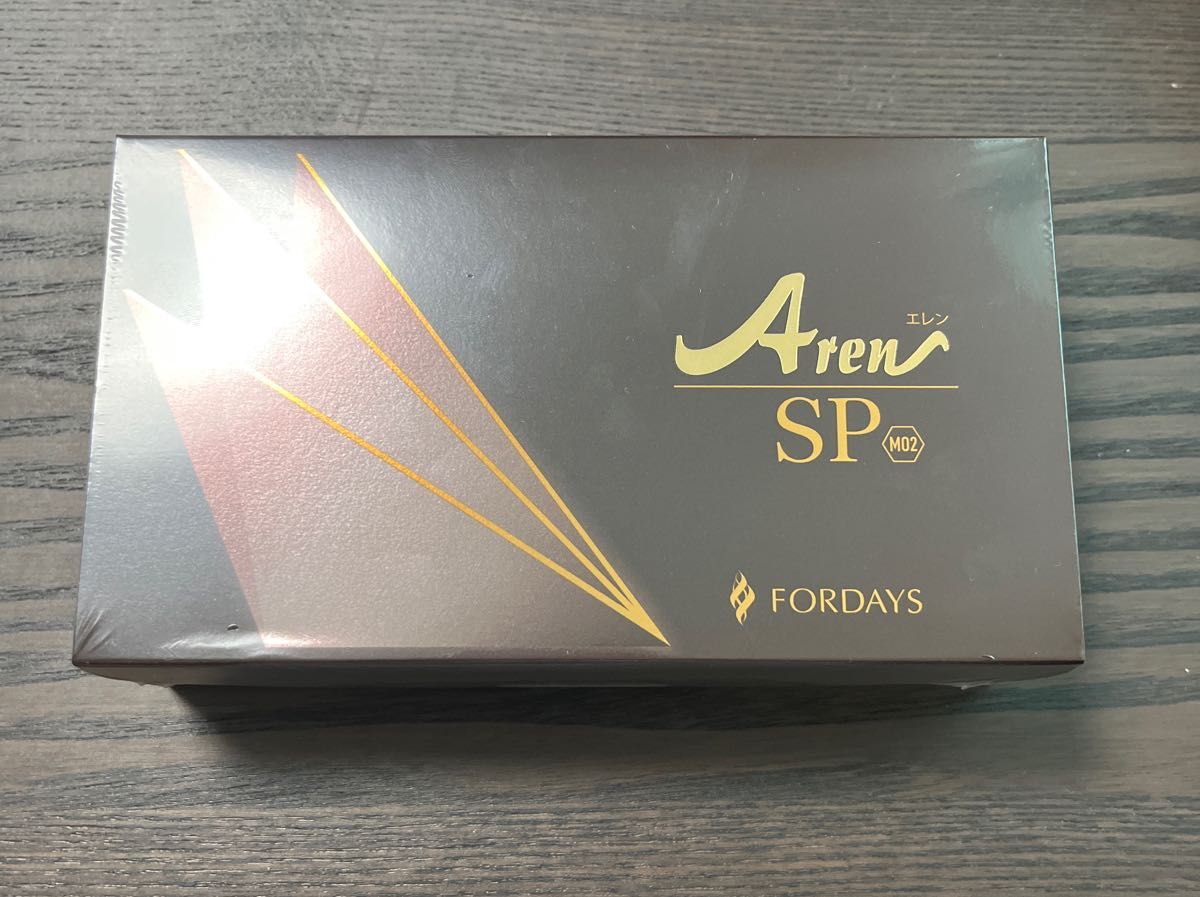 エレン
Aren
SP M02
FORDAYS